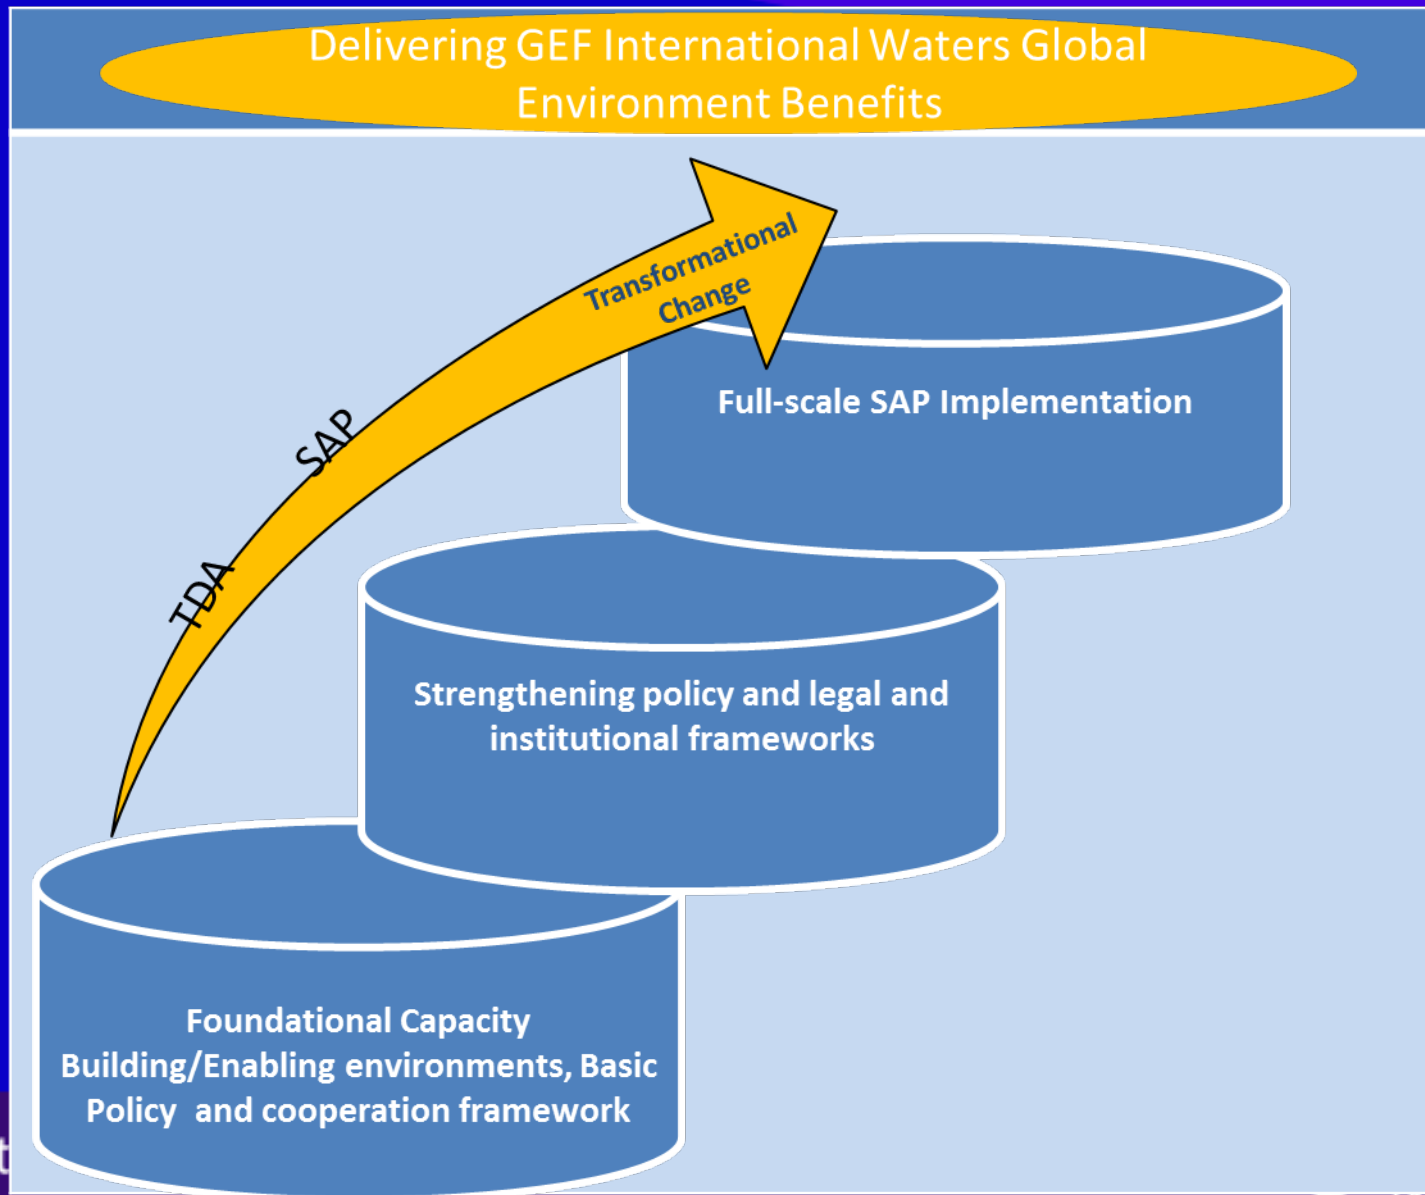 Delivering GEF International Waters Global
Environment Benefits
Transformational
Change
SAP
TDA
Full-scale SAP Implementation
Strengthening policy and legal and
institutional frameworks
Foundational Capacity
Building/Enabling environments, Basic
Policy  and cooperation framework